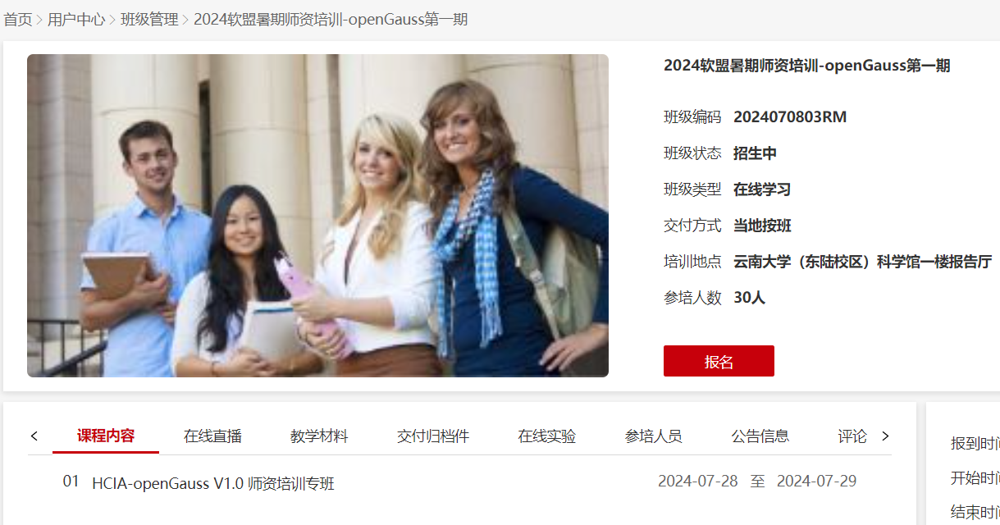 首页 > 用户中心 > 班级管理 > 2024软盟暑期师资培训-openGauss第一期
2024软盟暑期师资培训-openGauss第一期
班级编码 2024070803RM
班级状态 招生中
班级类型 在线学习
交付方式 当地按班
培训地点 云南大学（东陆校区）科学馆一楼报告厅
参培人数 30人
报名
< 课程内容 在线直播 教学材料 交付归档件 在线实验 参培人员 公告信息 评论 >
01 HCIA-openGauss V1.0 师资培训专班 2024-07-28 至 2024-07-29
报到时间
开始时间
结束时间